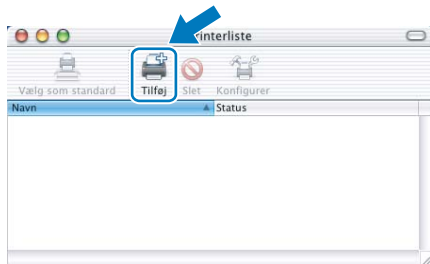 rinterliste
Vælg som standard Tilføj Slet Konfigurer
Navn Status